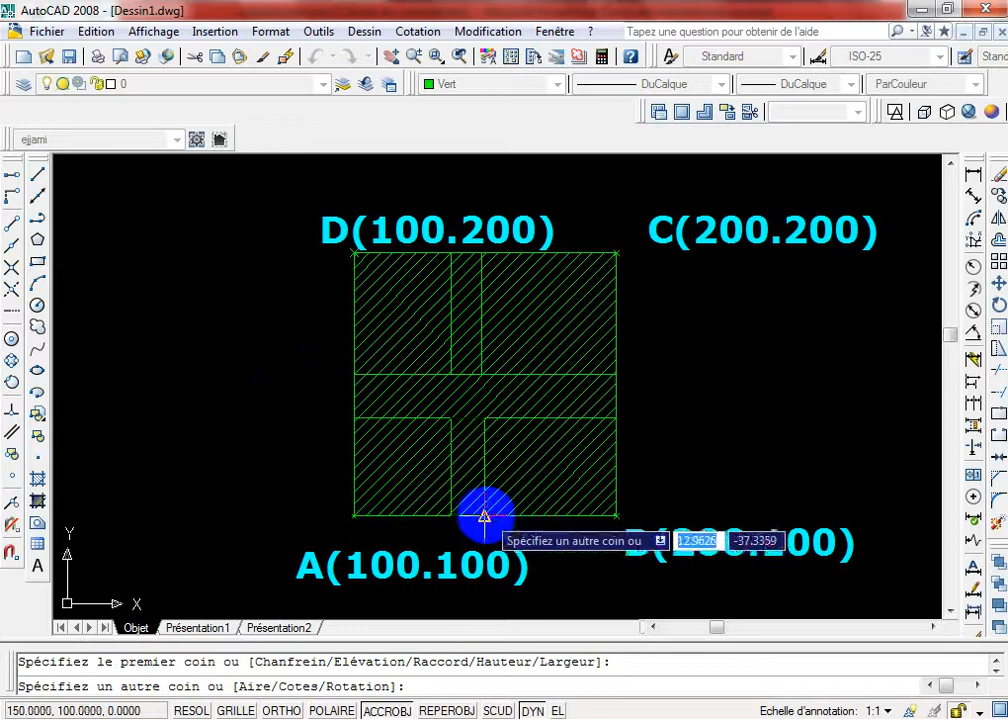 AutoCAD 2008 - [Dessin1.dwg]
Fichier Edition Affichage Insertion Format Outils Dessin Cotation Modification Fenêtre ? Tapez une question pour obtenir de l'aide
Standard ISO-25 Stand
0 Vert DuCalque DuCalque ParCouleur
ejjami
D(100.200) C(200.200)
Spécifiez un autre coin ou 12.9626 -37.3359
A(100.100)
Y
X
A
Objet Présentation1 Présentation2
Spécifiez le premier coin ou [Chanfrein/Elévation/Raccord/Hauteur/Largeur]:
Spécifiez un autre coin ou [Aire/Cotes/Rotation]:
150.0000, 100.0000, 0.0000 RESOL GRILLE ORTHO POLAIRE ACCROBJ REPEROBJ SCUD DYN EL Echelle d'annotation: 1:1